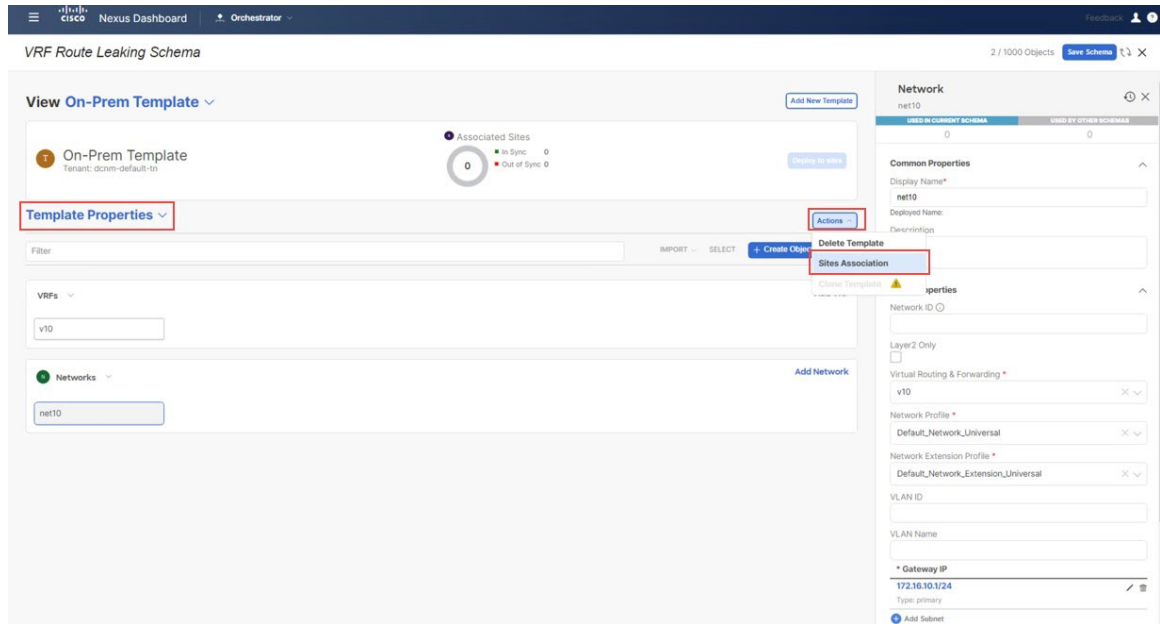 cisco Nexus Dashboard Orchestrator Feedback
VRF Route Leaking Schema 2 / 1000 Objects Save Schema
View On-Prem Template Add New Template
On-Prem Template
Tenant: dcnm-default-tn
Associated Sites
0
In Sync 0
Out of Sync 0
Deploy to sites
Template Properties Actions
Filter IMPORT SELECT + Create Objec
Delete Template
Sites Association
Clone Template
VRFs
v10
N Networks Add Network
net10
Network
net10
USED IN CURRENT SCHEMA USED BY OTHER SCHEMAS
0 0
Common Properties
Display Name*
net10
Deployed Name:
Description
operties
Network ID
Layer2 Only
Virtual Routing & Forwarding *
v10
Network Profile *
Default_Network_Universal
Network Extension Profile *
Default_Network_Extension_Universal
VLAN ID
VLAN Name
* Gateway IP
172.16.10.1/24
Type: primary
Add Subnet